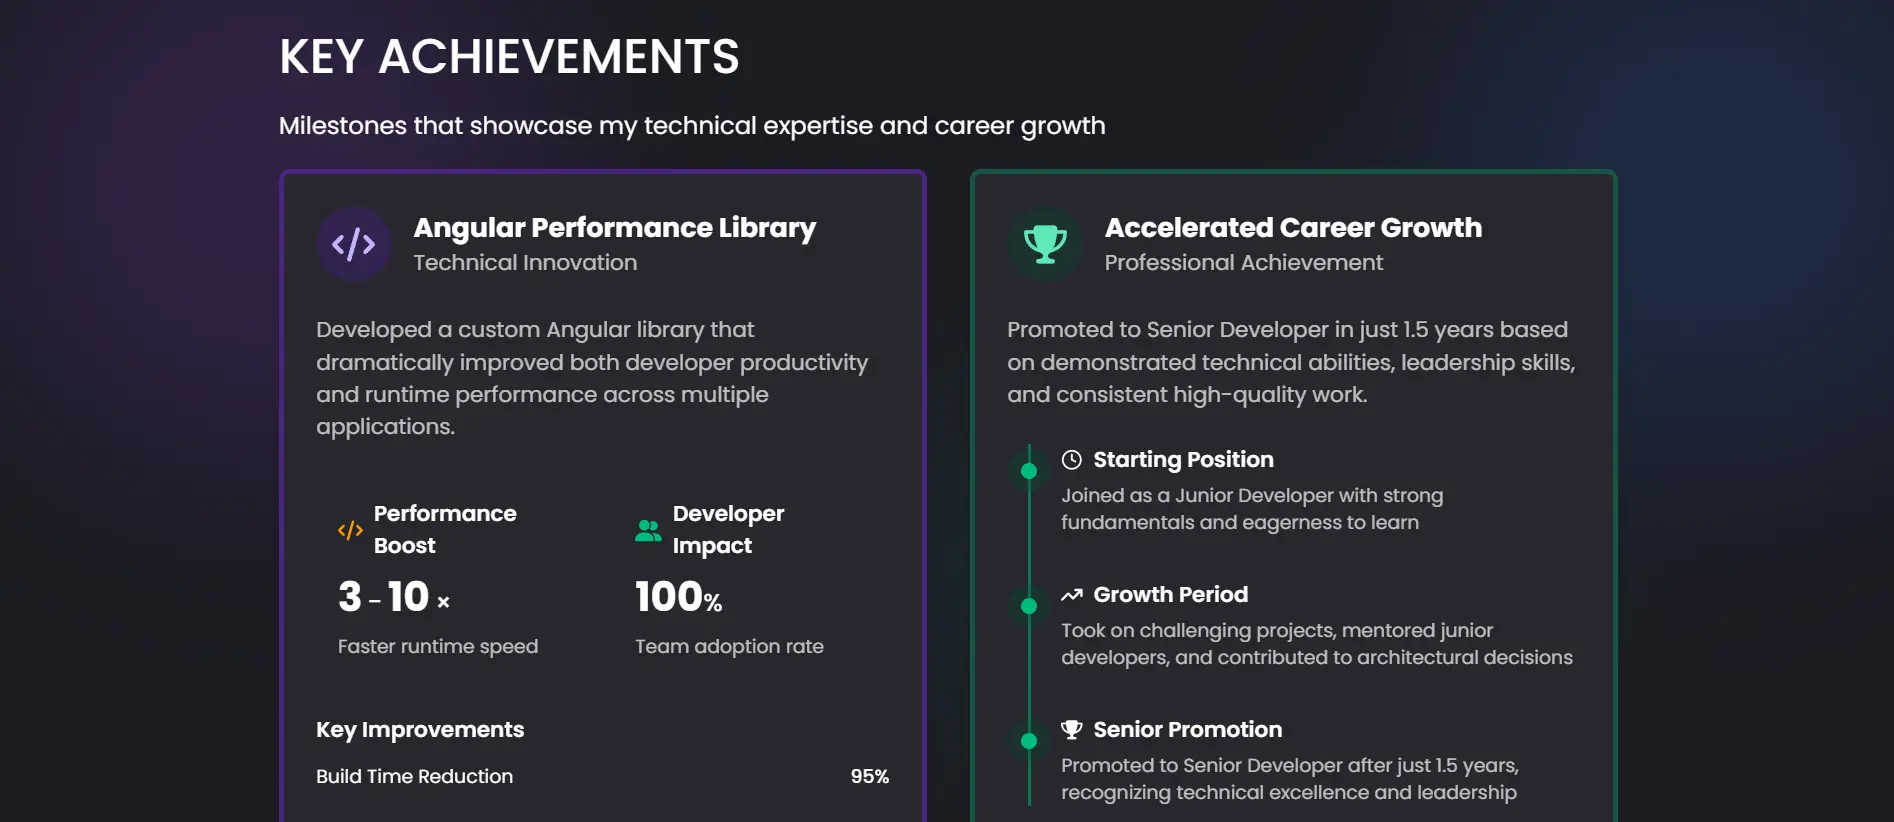 KEY ACHIEVEMENTS
Milestones that showcase my technical expertise and career growth
Angular Performance Library
Technical Innovation
Developed a custom Angular library that
dramatically improved both developer productivity
and runtime performance across multiple
applications.
Performance
Boost
3 - 10 ×
Faster runtime speed
Developer
Impact
100%
Team adoption rate
Key Improvements
Build Time Reduction 95%
Accelerated Career Growth
Professional Achievement
Promoted to Senior Developer in just 1.5 years based
on demonstrated technical abilities, leadership skills,
and consistent high-quality work.
Starting Position
Joined as a Junior Developer with strong
fundamentals and eagerness to learn
Growth Period
Took on challenging projects, mentored junior
developers, and contributed to architectural decisions
Senior Promotion
Promoted to Senior Developer after just 1.5 years,
recognizing technical excellence and leadership